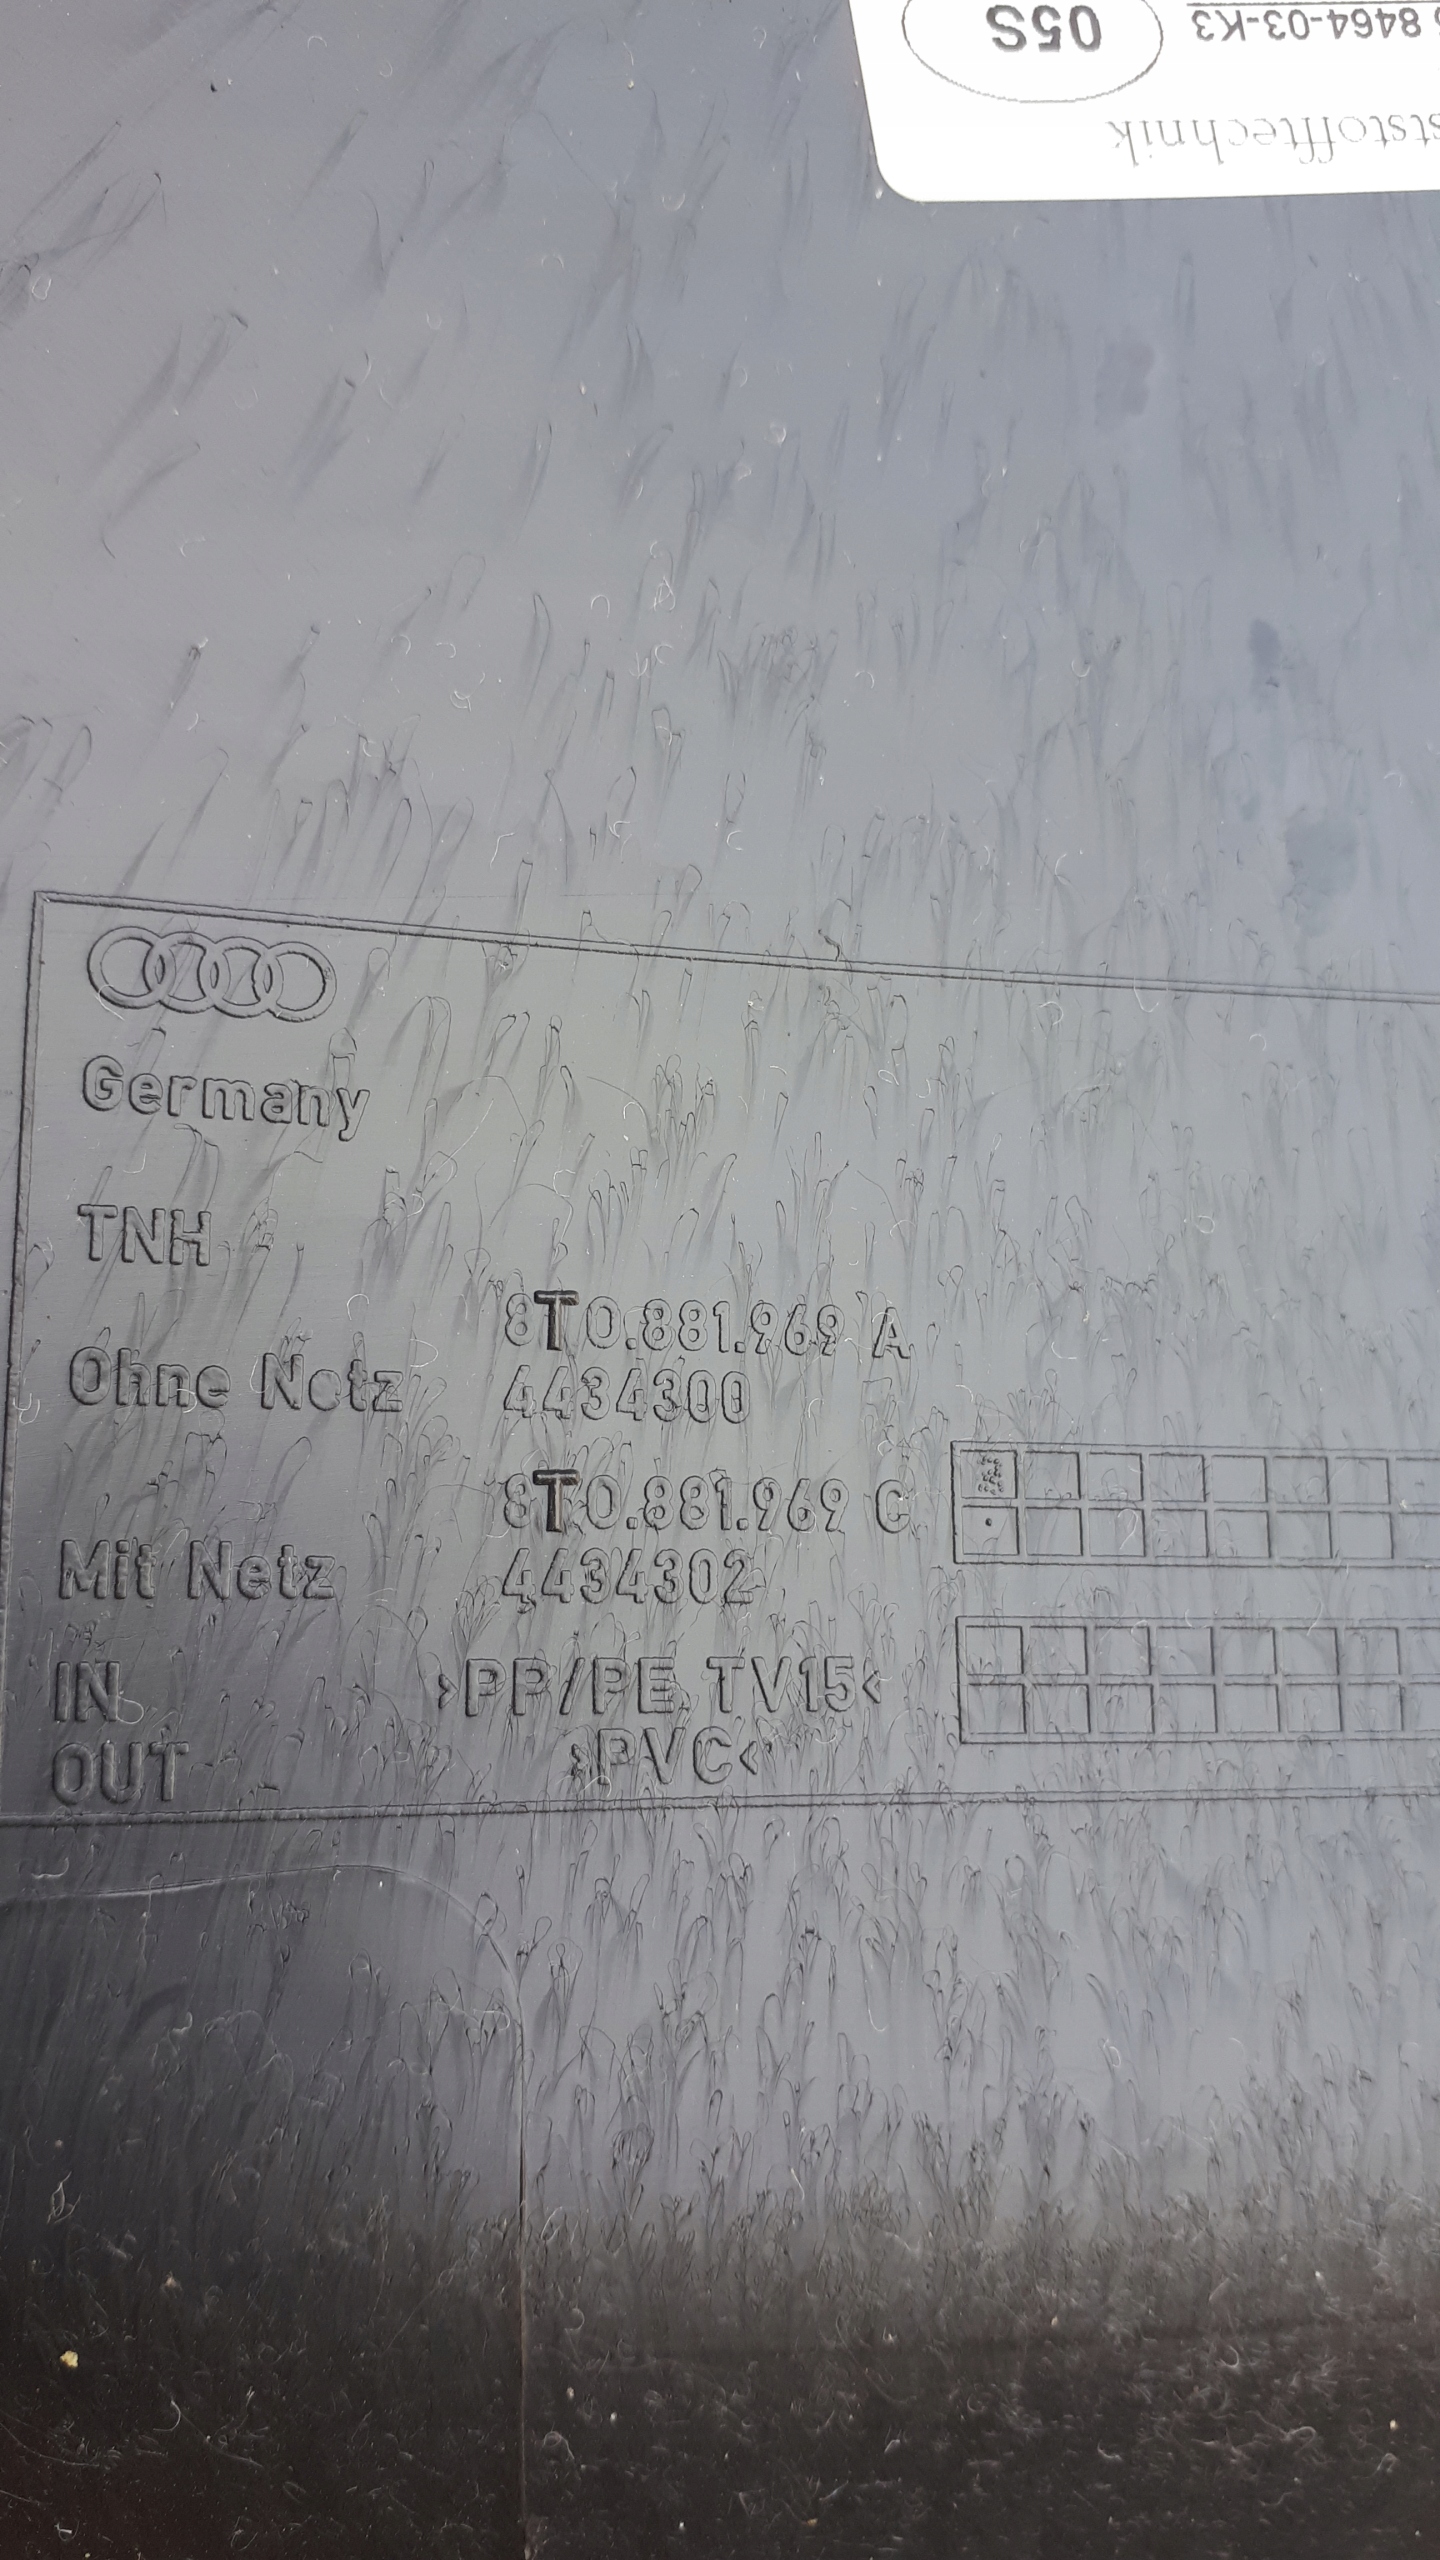 05S
8464-03-K3
ststofftechnik
Germany
TNH
8T0.881.969 A
Ohne Netz 4434300
8T0.881.969 C
Mit Netz 4434302
IN >PP/PE TV15<
OUT >PVC<